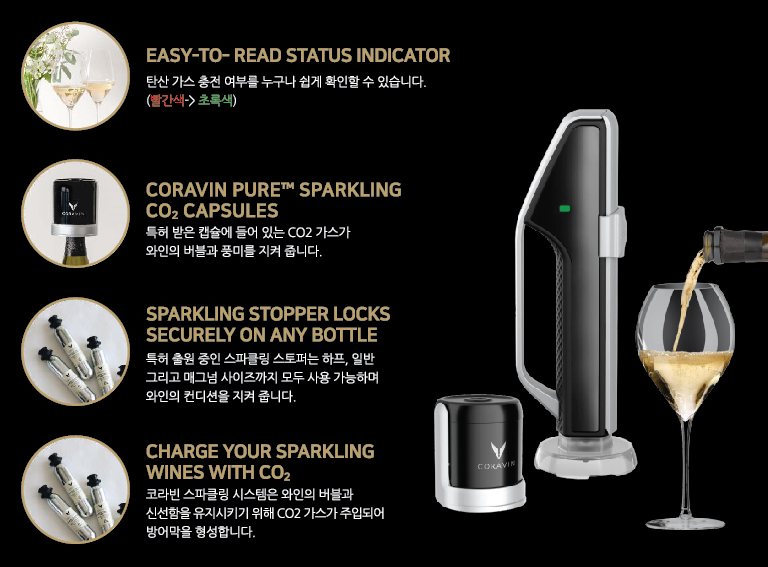 EASY-TO- READ STATUS INDICATOR
탄산 가스 충전 여부를 누구나 쉽게 확인할 수 있습니다.
(빨간색-> 초록색)
CORAVIN PURE™ SPARKLING
CO₂ CAPSULES
특허 받은 캡슐에 들어 있는 CO2 가스가
와인의 버블과 풍미를 지켜 줍니다.
CORAVIN
SPARKLING STOPPER LOCKS
SECURELY ON ANY BOTTLE
특허 출원 중인 스파클링 스토퍼는 하프, 일반
그리고 매그넘 사이즈까지 모두 사용 가능하며
와인의 컨디션을 지켜 줍니다.
CHARGE YOUR SPARKLING
WINES WITH CO₂
코라빈 스파클링 시스템은 와인의 버블과
신선함을 유지시키기 위해 CO2 가스가 주입되어
방어막을 형성합니다.
CORAVIN